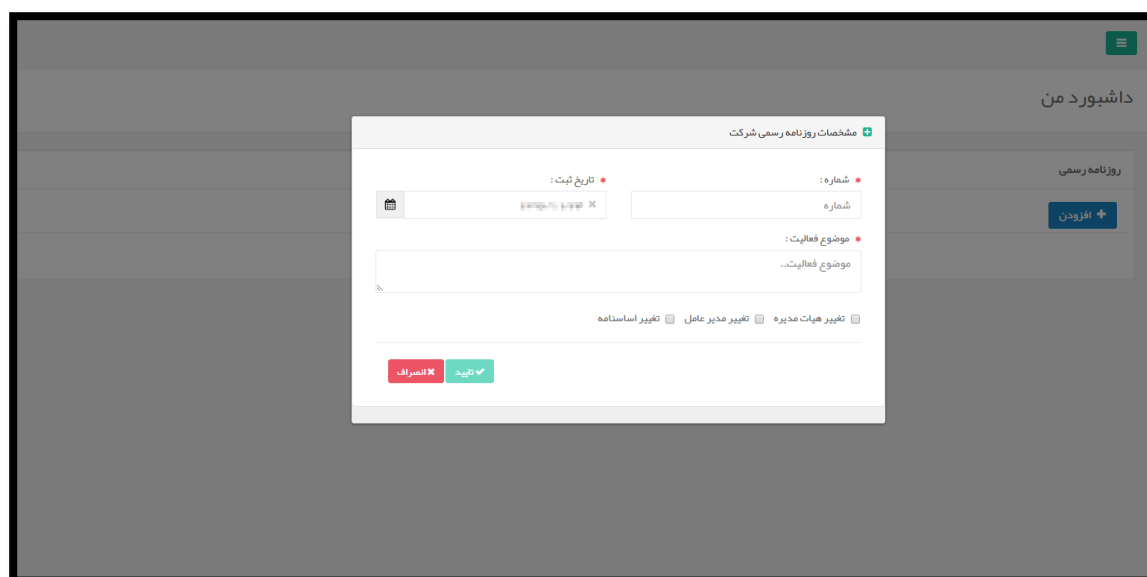 داشبورد من
روزنامه رسمی
+ افزودن
مشخصات روزنامه رسمی شرکت
* شماره :
* تاریخ ثبت :
شماره
* موضوع فعالیت :
موضوع فعالیت..
تغییر هیات مدیره تغییر مدیر عامل تغییر اساسنامه
تایید
انصراف